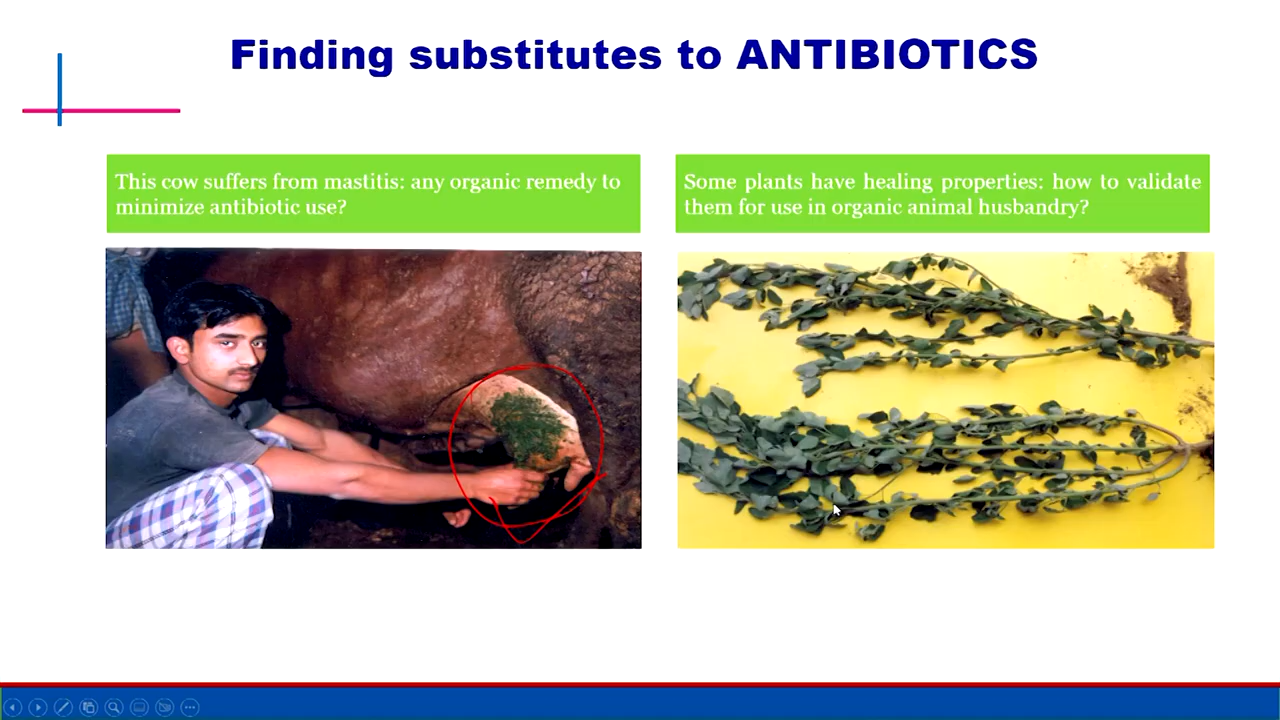 Finding substitutes to ANTIBIOTICS
This cow suffers from mastitis: any organic remedy to
minimize antibiotic use?
Some plants have healing properties: how to validate
them for use in organic animal husbandry?